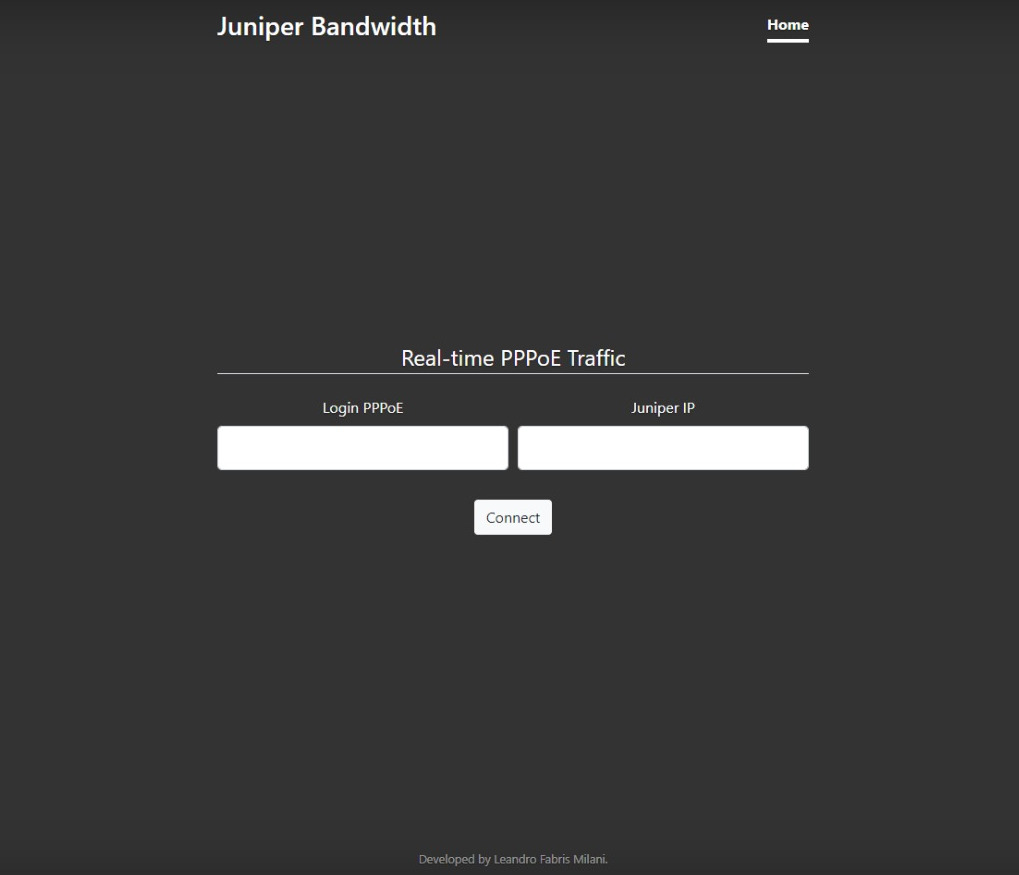 Juniper Bandwidth
Home
Real-time PPPoE Traffic
Login PPPoE
Juniper IP
Connect
Developed by Leandro Fabris Milani.